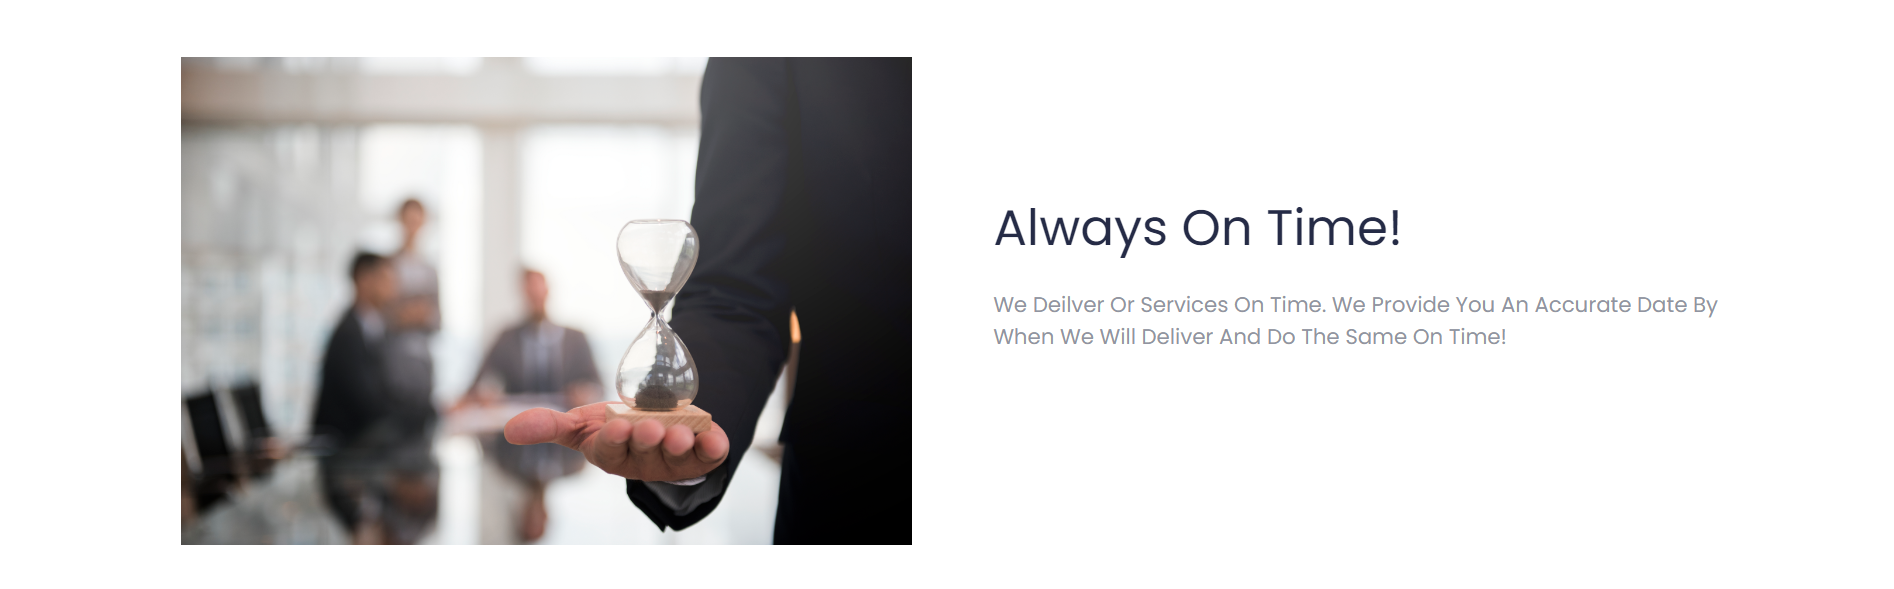 Always On Time!
We Deilver Or Services On Time. We Provide You An Accurate Date By
When We Will Deliver And Do The Same On Time!